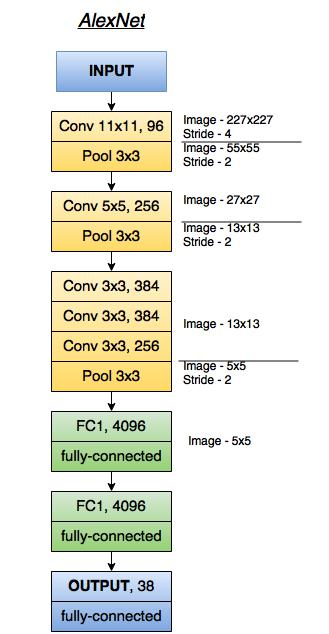 AlexNet
INPUT
Conv 11x11, 96
Image - 227x227
Stride - 4
Pool 3x3
Image - 55x55
Stride - 2
Conv 5x5, 256
Image - 27x27
Pool 3x3
Image - 13x13
Stride - 2
Conv 3x3, 384
Conv 3x3, 384
Image - 13x13
Conv 3x3, 256
Pool 3x3
Image - 5x5
Stride - 2
FC1, 4096
Image - 5x5
fully-connected
FC1, 4096
fully-connected
OUTPUT, 38
fully-connected